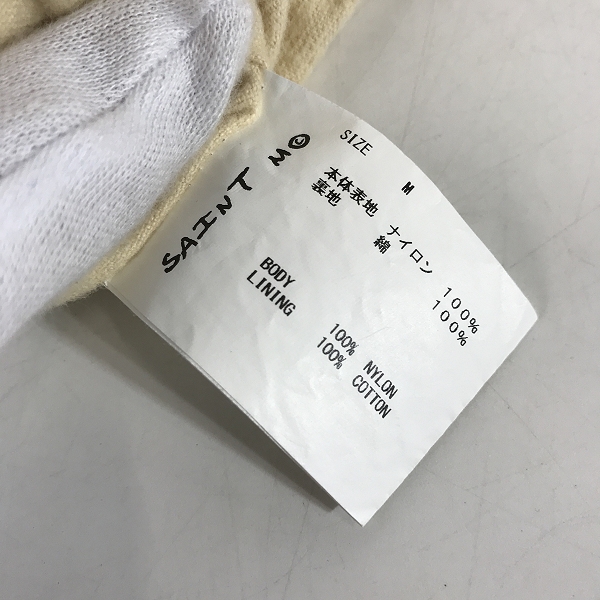 SAINT M
SIZE M
本体表地 ナイロン 100%
裏地 綿 100%
BODY 100% NYLON
LINING 100% COTTON